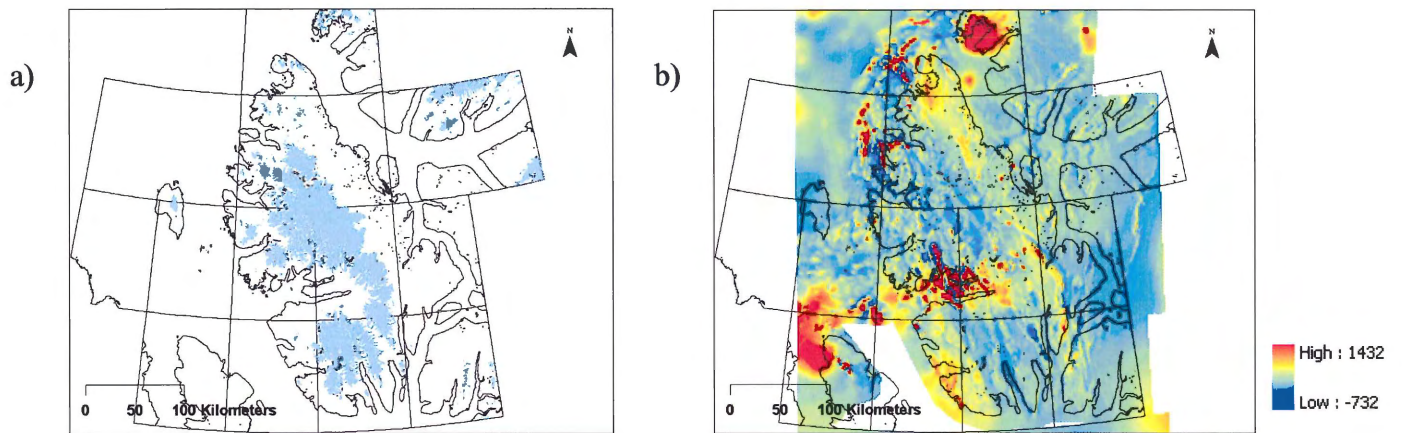 a)
N
0 50 100 Kilometers
b)
N
0 50 100 Kilometers
High : 1432
Low : -732